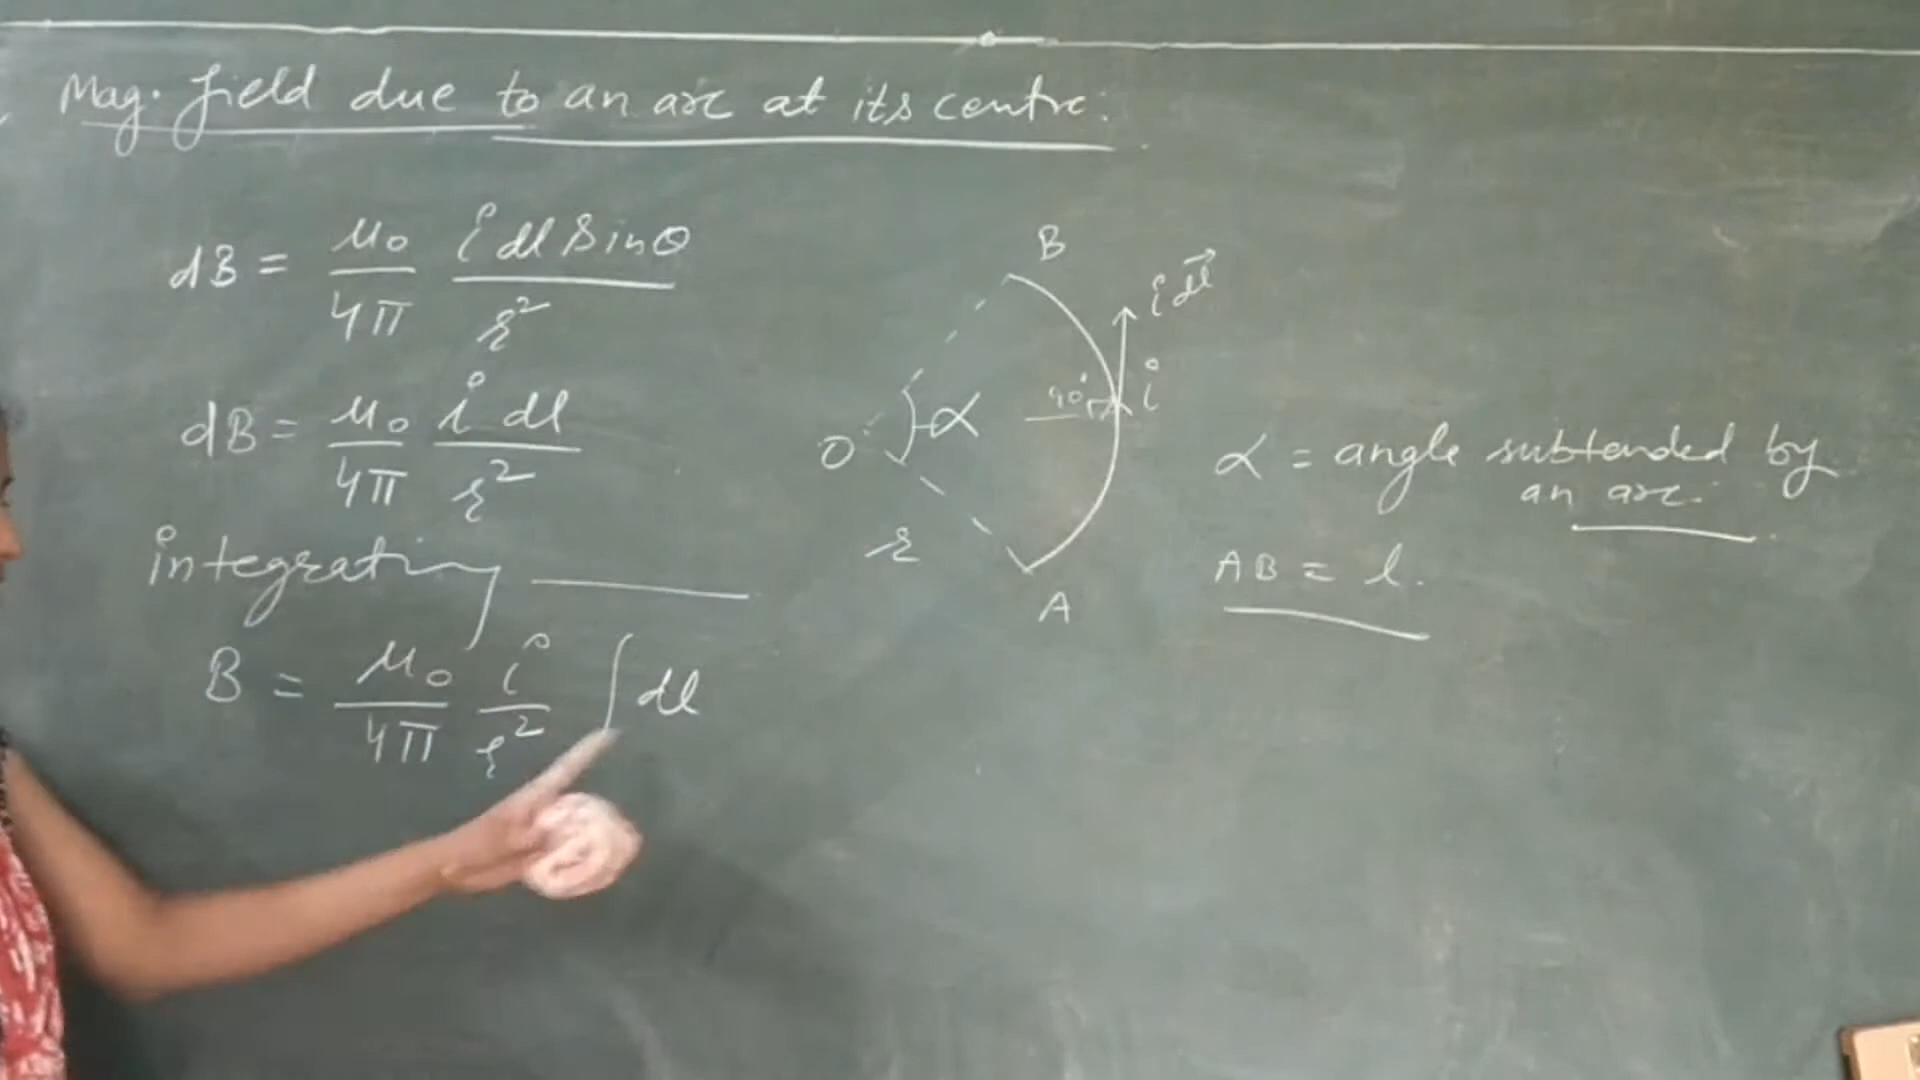 Mag. field due to an arc at its centre:
dB = μ₀/4π i dl Sinθ/r²
dB = μ₀/4π i dl/r²
integrating
B = μ₀/4π i/r² ∫ dl
B
i dl⃗
90°
i
α
O
r
A
α = angle subtended by
an arc.
AB = l.